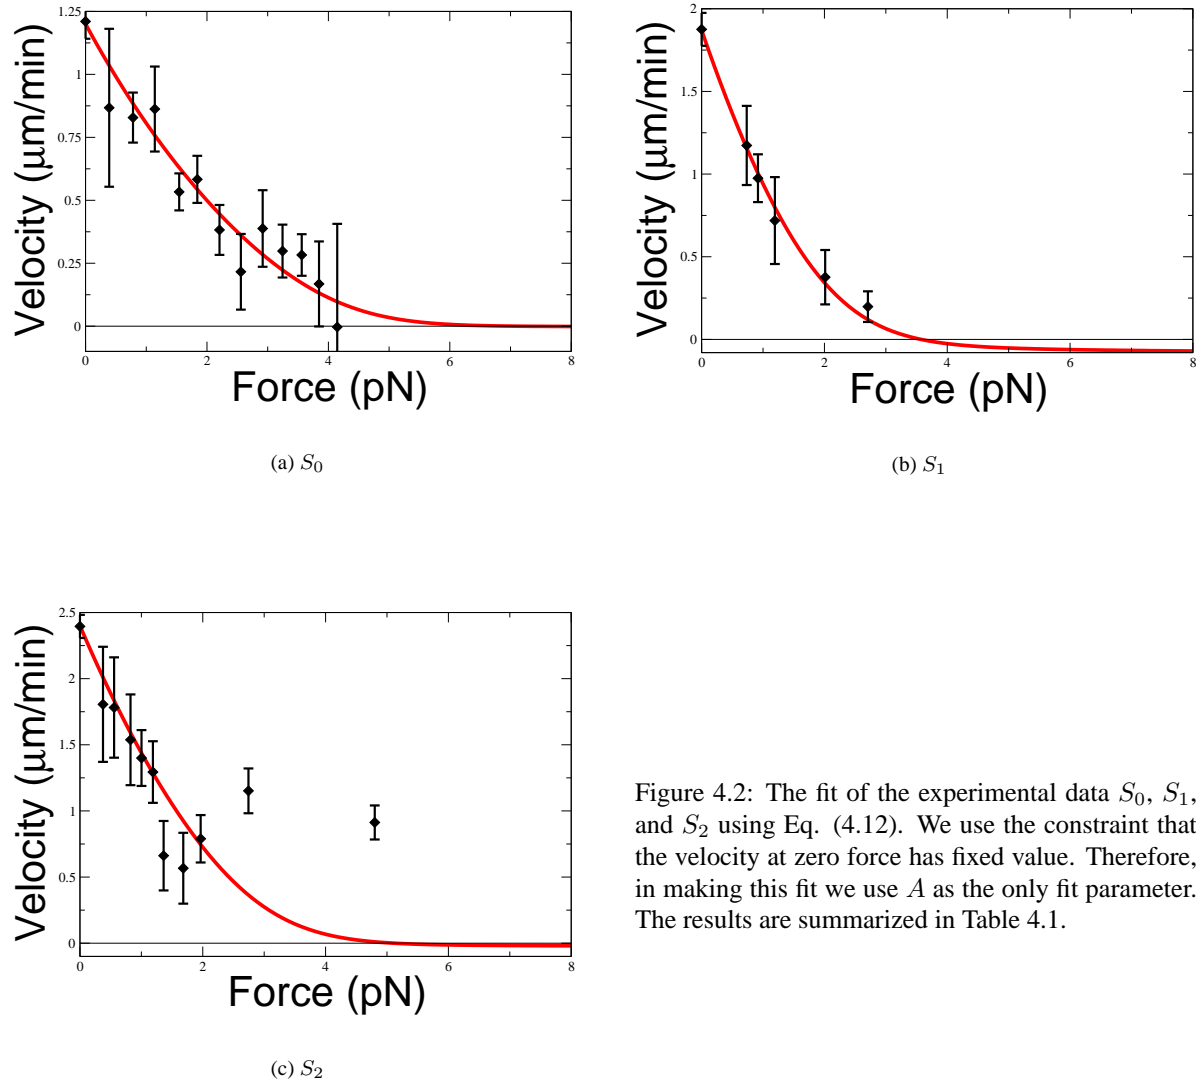 1.25
1
0.75
0.5
0.25
0
0 2 4 6 8
Velocity (μm/min)
Force (pN)
(a) S₀
2
1.5
1
0.5
0
0 2 4 6 8
Velocity (μm/min)
Force (pN)
(b) S₁
2.5
2
1.5
1
0.5
0
0 2 4 6 8
Velocity (μm/min)
Force (pN)
(c) S₂
Figure 4.2: The fit of the experimental data S₀, S₁,
and S₂ using Eq. (4.12). We use the constraint that
the velocity at zero force has fixed value. Therefore,
in making this fit we use A as the only fit parameter.
The results are summarized in Table 4.1.